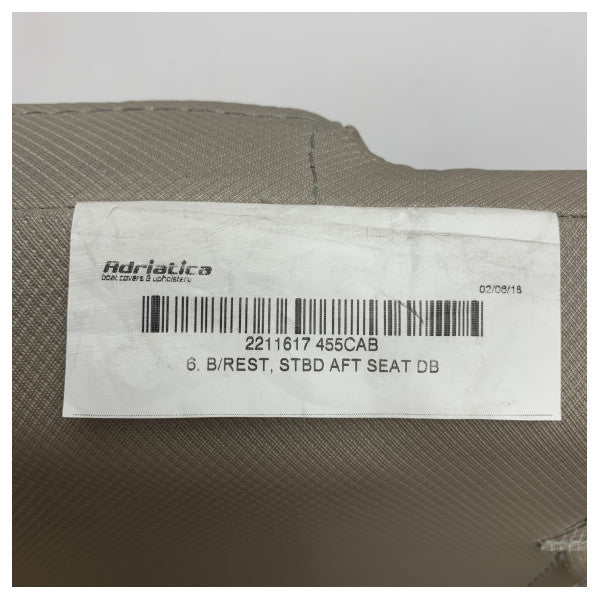 Adriatica
boat covers & upholstery
02/08/18
2211617 455CAB
6. B/REST, STBD AFT SEAT DB